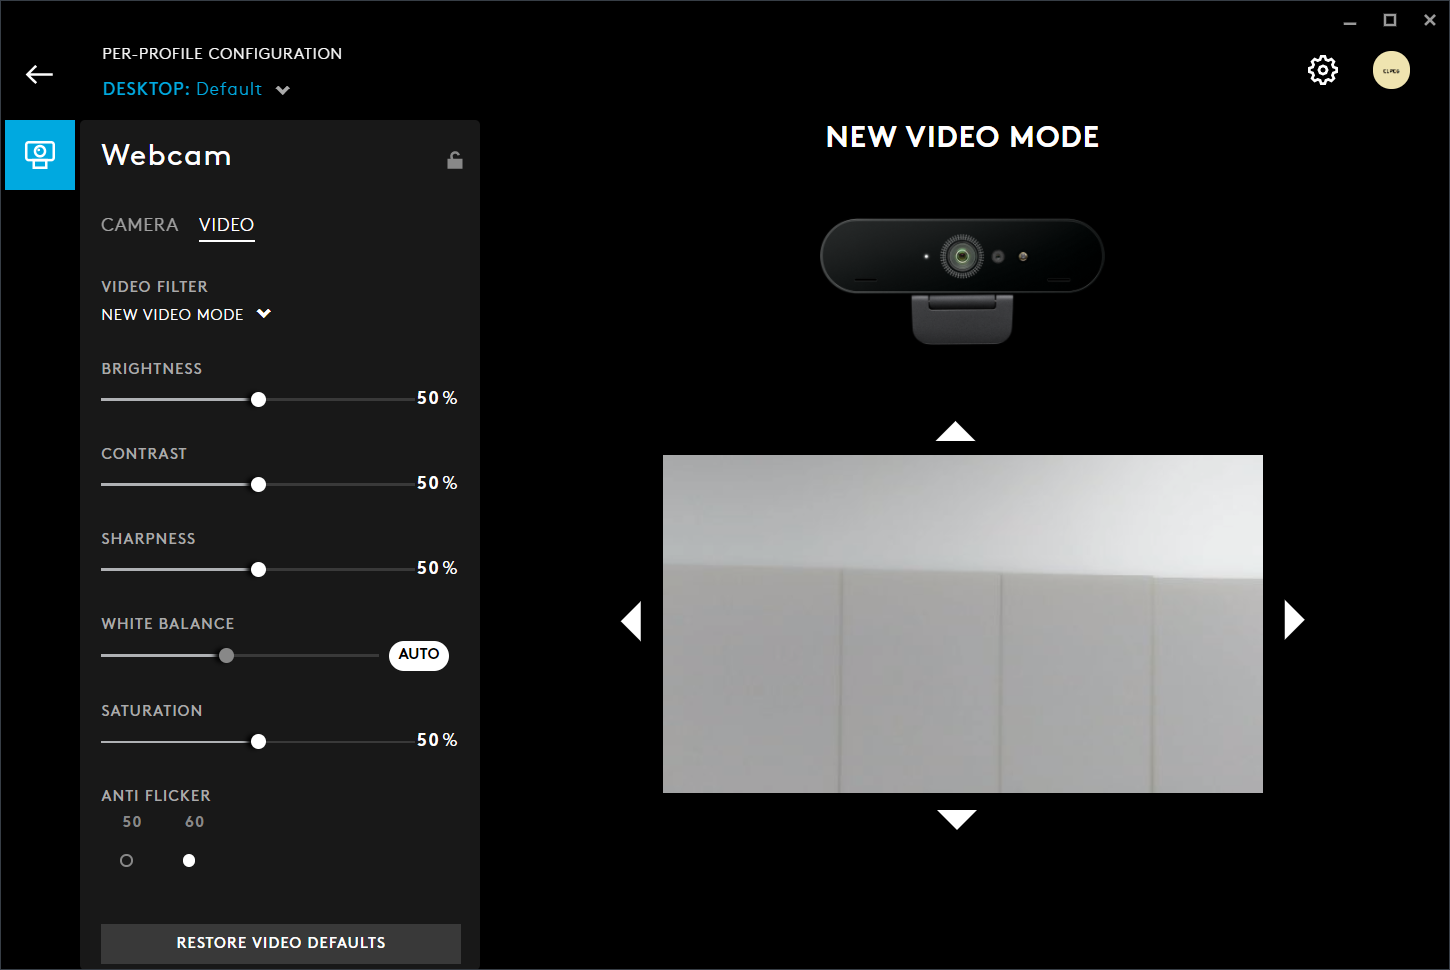 PER-PROFILE CONFIGURATION
DESKTOP: Default
Webcam
CAMERA VIDEO
VIDEO FILTER
NEW VIDEO MODE
BRIGHTNESS
50%
CONTRAST
50%
SHARPNESS
50%
WHITE BALANCE
AUTO
SATURATION
50%
ANTI FLICKER
50 60
RESTORE VIDEO DEFAULTS
NEW VIDEO MODE